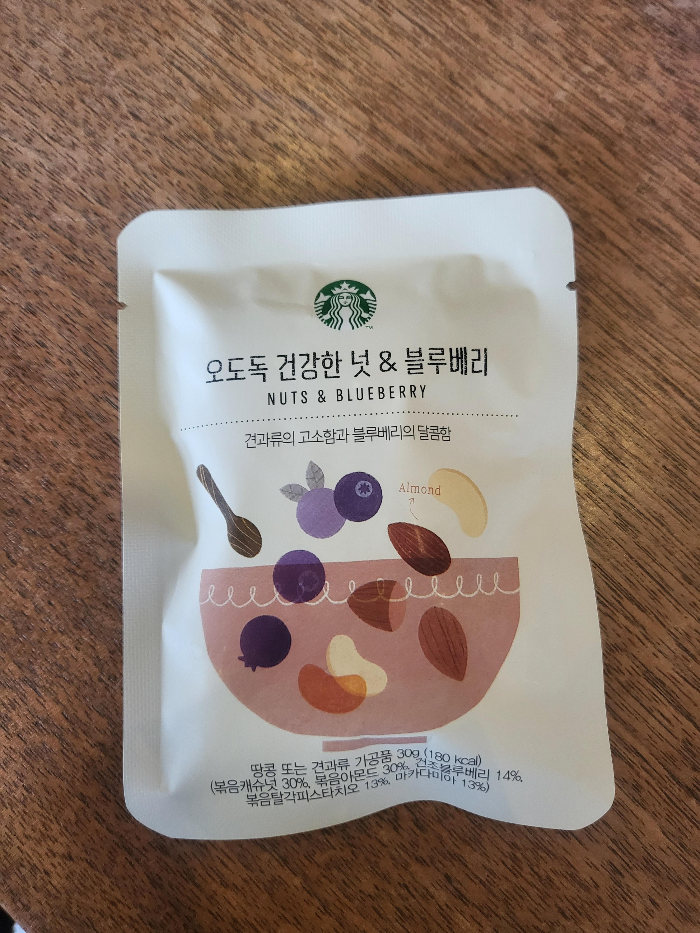 오도독 건강한 넛 & 블루베리
NUTS & BLUEBERRY
견과류의 고소함과 블루베리의 달콤함
Almond
땅콩 또는 견과류 가공품 30g (180 kcal)
(볶음캐슈넛 30%, 볶음아몬드 30%, 건조블루베리 14%,
볶음탈각피스타치오 13%, 마카다미아 13%)